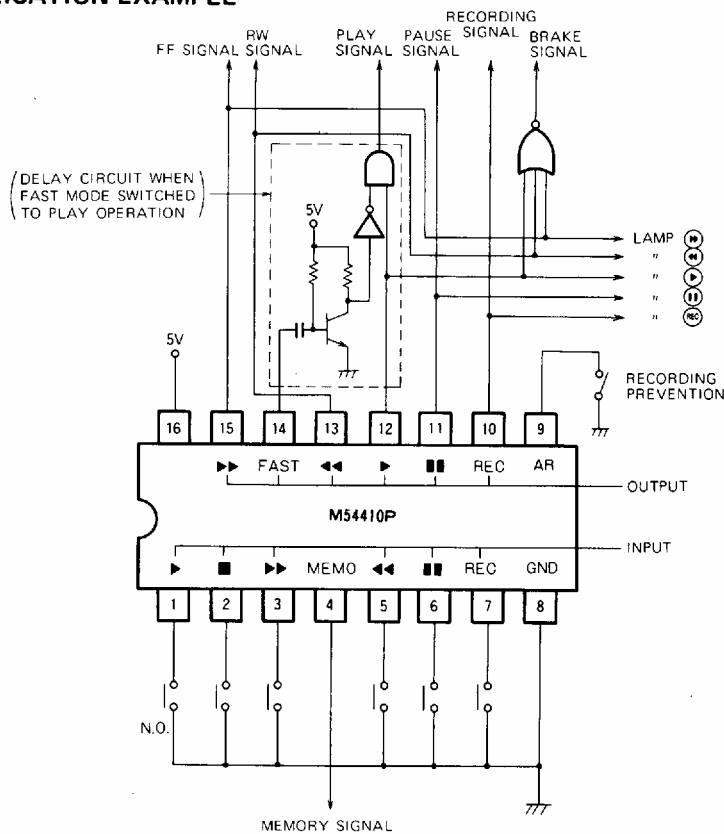 RECORDING
SIGNAL
RW
SIGNAL
FF SIGNAL
PLAY
SIGNAL
PAUSE
SIGNAL
BRAKE
SIGNAL
(DELAY CIRCUIT WHEN
FAST MODE SWITCHED
TO PLAY OPERATION)
5V
LAMP
"
"
"
" REC
5V
RECORDING
PREVENTION
16 15 14 13 12 11 10 9
▶▶ FAST ◀◀ ▶ ▮▮ REC AR
OUTPUT
M54410P
INPUT
▶ ■ ▶▶ MEMO ◀◀ ▮▮ REC GND
1 2 3 4 5 6 7 8
N.O.
MEMORY SIGNAL